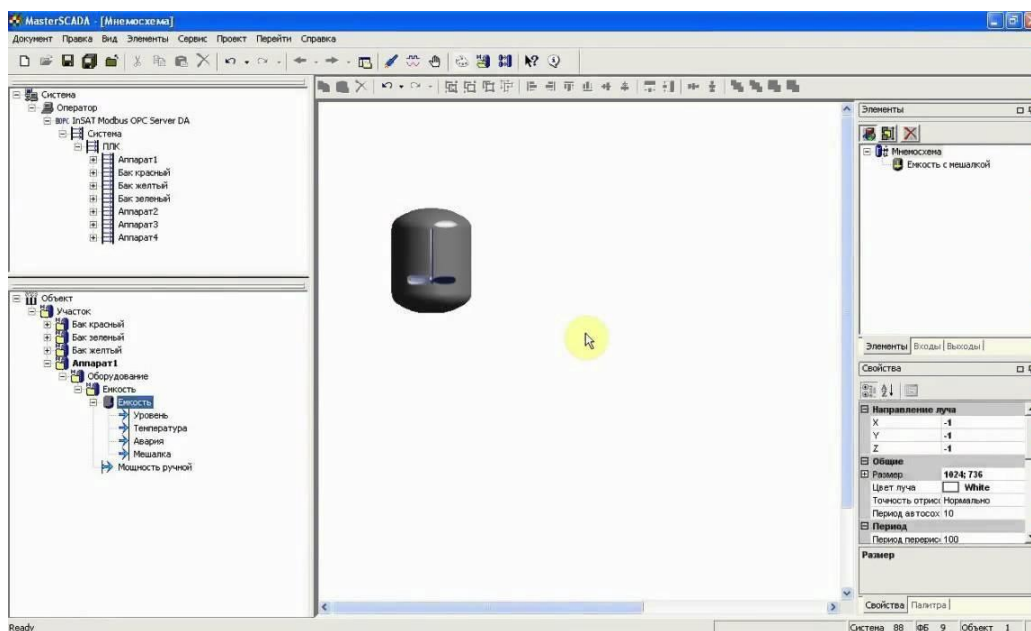 MasterSCADA - [Мнемосхема]
Документ Правка Вид Элементы Сервис Проект Перейти Справка
Система
Оператор
InSAT Modbus OPC Server DA
Система
ПЛК
Аппарат1
Бак красный
Бак желтый
Бак зеленый
Аппарат2
Аппарат3
Аппарат4
Объект
Участок
Бак красный
Бак зеленый
Бак желтый
Аппарат1
Оборудование
Емкость
Емкость
Уровень
Температура
Авария
Мешалка
Мощность ручной
Элементы
Мнемосхема
Емкость с мешалкой
Элементы Входы Выходы
Свойства
Направление луча
X -1
Y -1
Z -1
Общие
Размер 1024; 736
Цвет луча White
Точность отрис Нормально
Период автосох 10
Период
Период перерис 100
Размер
Свойства Палитра
Ready
Система 88 ФБ 9 Объект 1